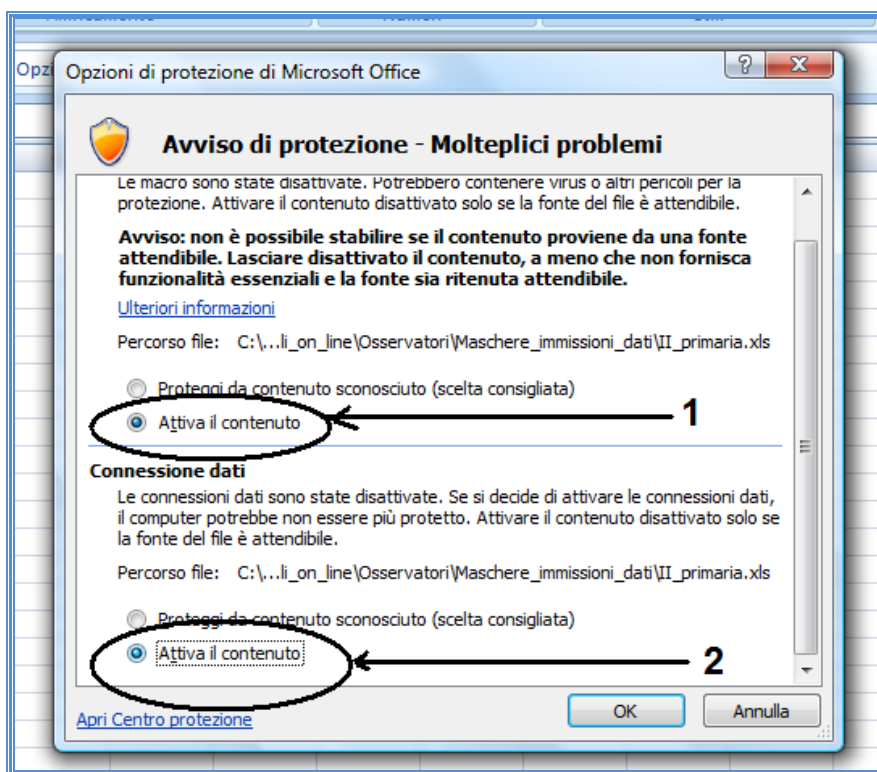 Opzi
Opzioni di protezione di Microsoft Office
Avviso di protezione - Molteplici problemi
Le macro sono state disattivate. Potrebbero contenere virus o altri pericoli per la
protezione. Attivare il contenuto disattivato solo se la fonte del file è attendibile.
Avviso: non è possibile stabilire se il contenuto proviene da una fonte
attendibile. Lasciare disattivato il contenuto, a meno che non fornisca
funzionalità essenziali e la fonte sia ritenuta attendibile.
Ulteriori informazioni
Percorso file: C:\...li_on_line\Osservatori\Maschere_immissioni_dati\II_primaria.xls
Proteggi da contenuto sconosciuto (scelta consigliata)
Attiva il contenuto
1
Connessione dati
Le connessioni dati sono state disattivate. Se si decide di attivare le connessioni dati,
il computer potrebbe non essere più protetto. Attivare il contenuto disattivato solo se
la fonte del file è attendibile.
Percorso file: C:\...li_on_line\Osservatori\Maschere_immissioni_dati\II_primaria.xls
Proteggi da contenuto sconosciuto (scelta consigliata)
Attiva il contenuto
2
Apri Centro protezione
OK
Annulla